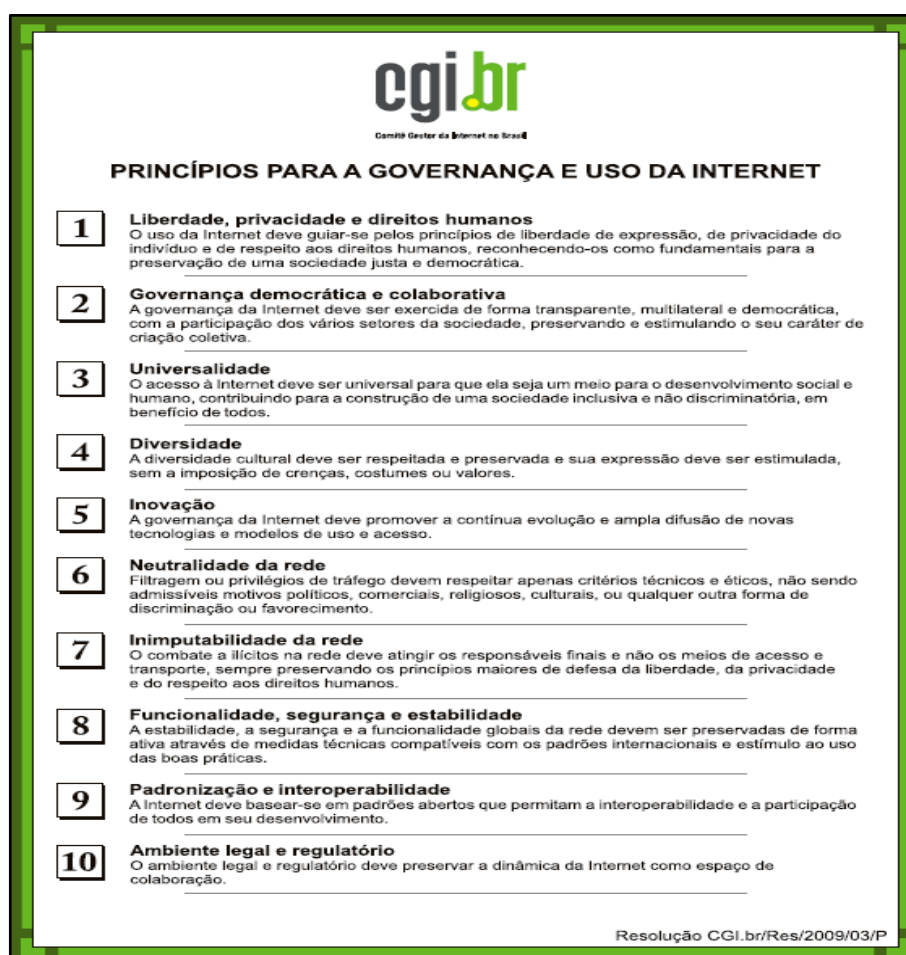 cgi.br
Comitê Gestor da Internet no Brasil
PRINCÍPIOS PARA A GOVERNANÇA E USO DA INTERNET
1
Liberdade, privacidade e direitos humanos
O uso da Internet deve guiar-se pelos princípios de liberdade de expressão, de privacidade do
indivíduo e de respeito aos direitos humanos, reconhecendo-os como fundamentais para a
preservação de uma sociedade justa e democrática.
2
Governança democrática e colaborativa
A governança da Internet deve ser exercida de forma transparente, multilateral e democrática,
com a participação dos vários setores da sociedade, preservando e estimulando o seu caráter de
criação coletiva.
3
Universalidade
O acesso à Internet deve ser universal para que ela seja um meio para o desenvolvimento social e
humano, contribuindo para a construção de uma sociedade inclusiva e não discriminatória, em
benefício de todos.
4
Diversidade
A diversidade cultural deve ser respeitada e preservada e sua expressão deve ser estimulada,
sem a imposição de crenças, costumes ou valores.
5
Inovação
A governança da Internet deve promover a contínua evolução e ampla difusão de novas
tecnologias e modelos de uso e acesso.
6
Neutralidade da rede
Filtragem ou privilégios de tráfego devem respeitar apenas critérios técnicos e éticos, não sendo
admissíveis motivos políticos, comerciais, religiosos, culturais, ou qualquer outra forma de
discriminação ou favorecimento.
7
Inimputabilidade da rede
O combate a ilícitos na rede deve atingir os responsáveis finais e não os meios de acesso e
transporte, sempre preservando os princípios maiores de defesa da liberdade, da privacidade
e do respeito aos direitos humanos.
8
Funcionalidade, segurança e estabilidade
A estabilidade, a segurança e a funcionalidade globais da rede devem ser preservadas de forma
ativa através de medidas técnicas compatíveis com os padrões internacionais e estímulo ao uso
das boas práticas.
9
Padronização e interoperabilidade
A Internet deve basear-se em padrões abertos que permitam a interoperabilidade e a participação
de todos em seu desenvolvimento.
10
Ambiente legal e regulatório
O ambiente legal e regulatório deve preservar a dinâmica da Internet como espaço de
colaboração.
Resolução CGI.br/Res/2009/03/P